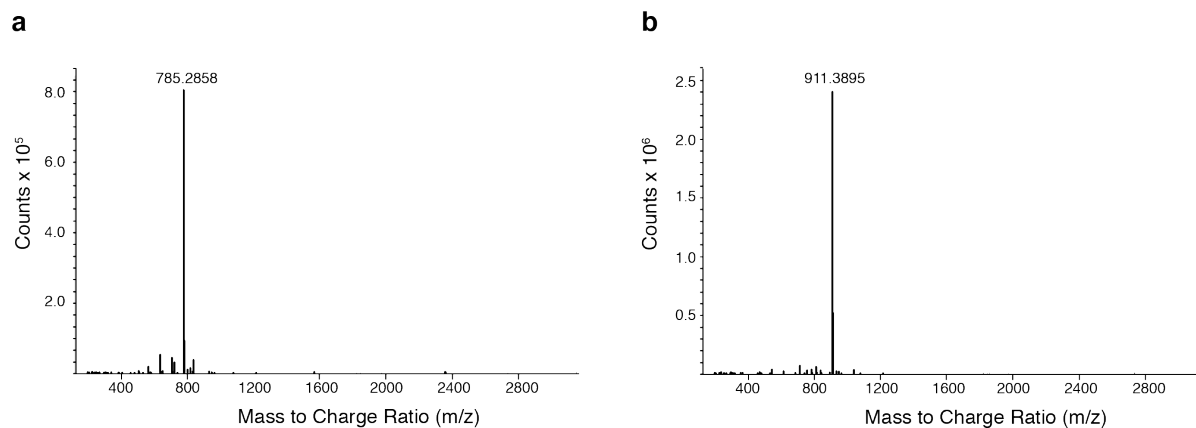 a
785.2858
8.0
6.0
4.0
2.0
Counts x 10⁵
400 800 1200 1600 2000 2400 2800
Mass to Charge Ratio (m/z)
b
911.3895
2.5
2.0
1.5
1.0
0.5
Counts x 10⁶
400 800 1200 1600 2000 2400 2800
Mass to Charge Ratio (m/z)